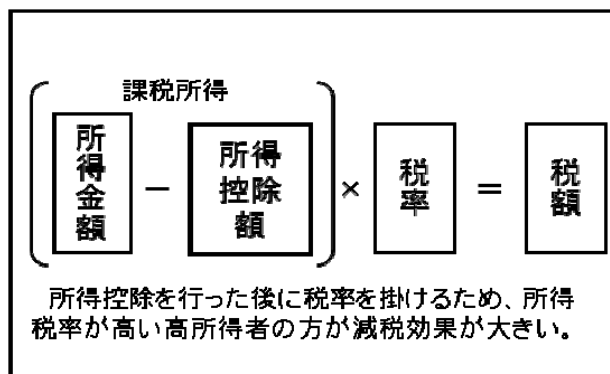 課税所得
(所得金額 − 所得控除額) × 税率 = 税額
所得控除を行った後に税率を掛けるため、所得
税率が高い高所得者の方が減税効果が大きい。